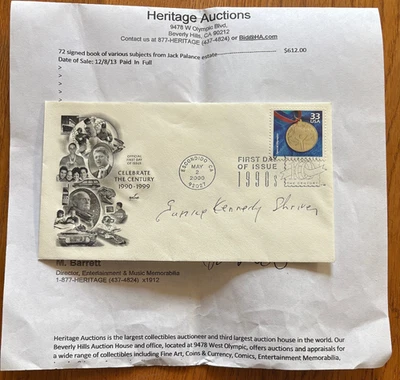 Heritage Auctions
9478 W Olympic Blvd,
Beverly Hills, CA 90212
Contact us at 877-HERITAGE (437-4824) or Bid@HA.com
72 signed book of various subjects from Jack Palance estate $612.00
Date of Sale: 12/8/13 Paid In Full
>
>
>
>
OFFICIAL
FIRST DAY
OF ISSUE
CELEBRATE
THE CENTURY
1990-1999
33
USA
ESCONDIDO, CA
MAY
2
2000
92027
FIRST DAY
OF ISSUE
1990s
Eunice Kennedy Shriver
M. Barrett
Director, Entertainment & Music Memorabilia
1-877-HERITAGE (437-4824) x1912
Heritage Auctions is the largest collectibles auctioneer and third largest auction house in the world. Our
Beverly Hills Auction House and office, located at 9478 West Olympic, offers auctions and appraisals for
a wide range of collectibles including Fine Art, Coins & Currency, Comics, Entertainment Memorabilia,